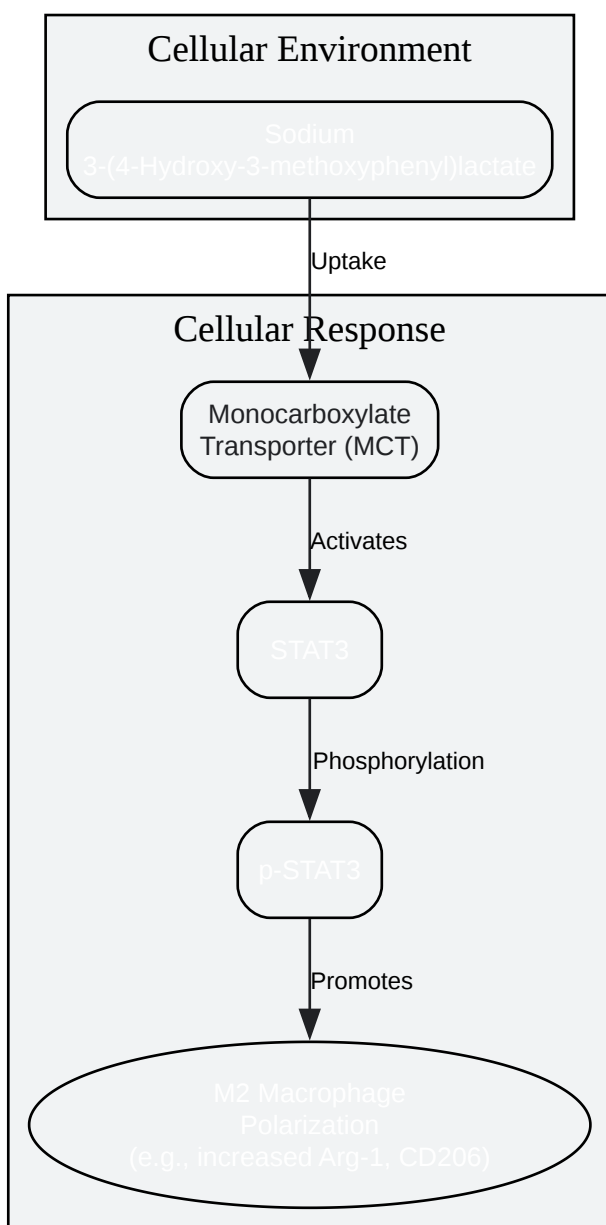 Cellular Environment
Sodium
3-(4-Hydroxy-3-methoxyphenyl)lactate
Uptake
Cellular Response
Monocarboxylate
Transporter (MCT)
Activates
STAT3
Phosphorylation
p-STAT3
Promotes
M2 Macrophage
Polarization
(e.g., increased Arg-1, CD206)